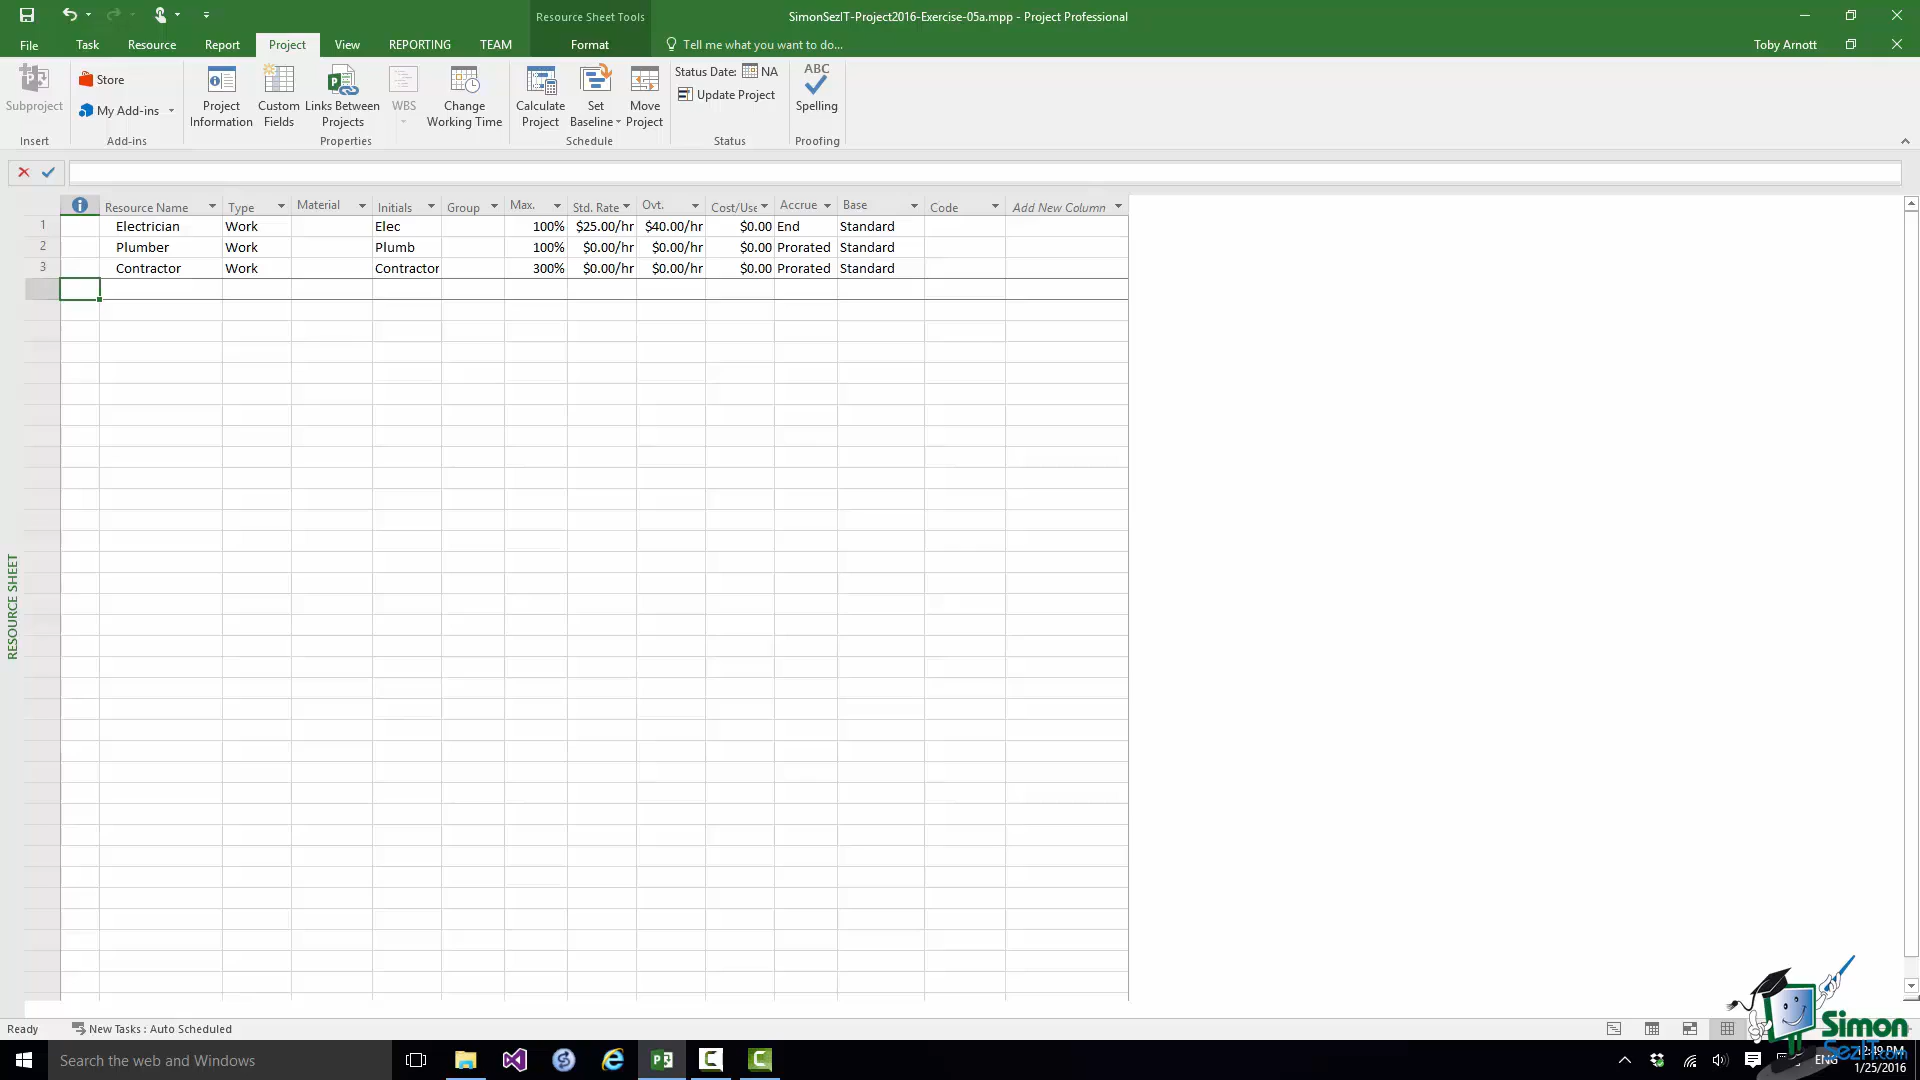 Resource Sheet Tools
SimonSezIT-Project2016-Exercise-05a.mpp - Project Professional
File Task Resource Report Project View REPORTING TEAM Format Tell me what you want to do... Toby Arnott
Subproject
Insert
Store
My Add-ins
Add-ins
Project Information
Custom Fields
Links Between Projects
WBS
Change Working Time
Properties
Calculate Project
Set Baseline
Move Project
Schedule
Status Date: NA
Update Project
Status
ABC
Spelling
Proofing
Resource Name Type Material Initials Group Max. Std. Rate Ovt. Cost/Use Accrue Base Code Add New Column
1 Electrician Work Elec 100% $25.00/hr $40.00/hr $0.00 End Standard
2 Plumber Work Plumb 100% $0.00/hr $0.00/hr $0.00 Prorated Standard
3 Contractor Work Contractor 300% $0.00/hr $0.00/hr $0.00 Prorated Standard
RESOURCE SHEET
Ready New Tasks : Auto Scheduled
Simon
SezIT.com
Search the web and Windows
ENG
12:49 PM
1/25/2016